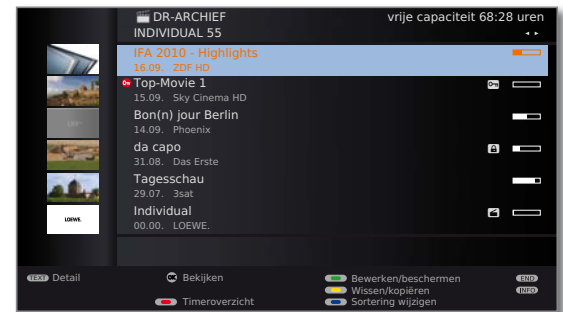 DR-ARCHIEF
vrije capaciteit 68:28 uren
INDIVIDUAL 55
IFA 2010 - Highlights
16.09. ZDF HD
Top-Movie 1
15.09. Sky Cinema HD
Bon(n) jour Berlin
14.09. Phoenix
da capo
31.08. Das Erste
Tagesschau
29.07. 3sat
Individual
00.00. LOEWE.
LOEWE.
TEXT Detail
OK Bekijken
Bewerken/beschermen
END
Wissen/kopiëren
INFO
Timeroverzicht
Sortering wijzigen